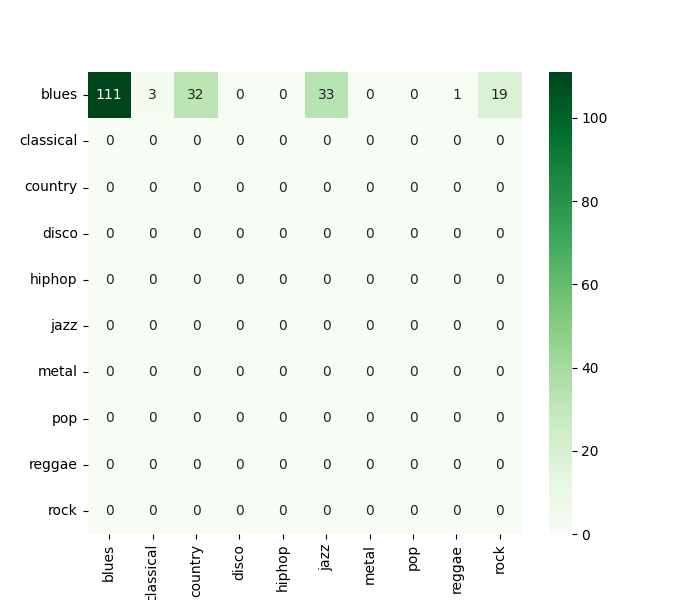 blues 111 3 32 0 0 33 0 0 1 19
classical 0 0 0 0 0 0 0 0 0 0
country 0 0 0 0 0 0 0 0 0 0
disco 0 0 0 0 0 0 0 0 0 0
hiphop 0 0 0 0 0 0 0 0 0 0
jazz 0 0 0 0 0 0 0 0 0 0
metal 0 0 0 0 0 0 0 0 0 0
pop 0 0 0 0 0 0 0 0 0 0
reggae 0 0 0 0 0 0 0 0 0 0
rock 0 0 0 0 0 0 0 0 0 0
blues
classical
country
disco
hiphop
jazz
metal
pop
reggae
rock
100
80
60
40
20
0